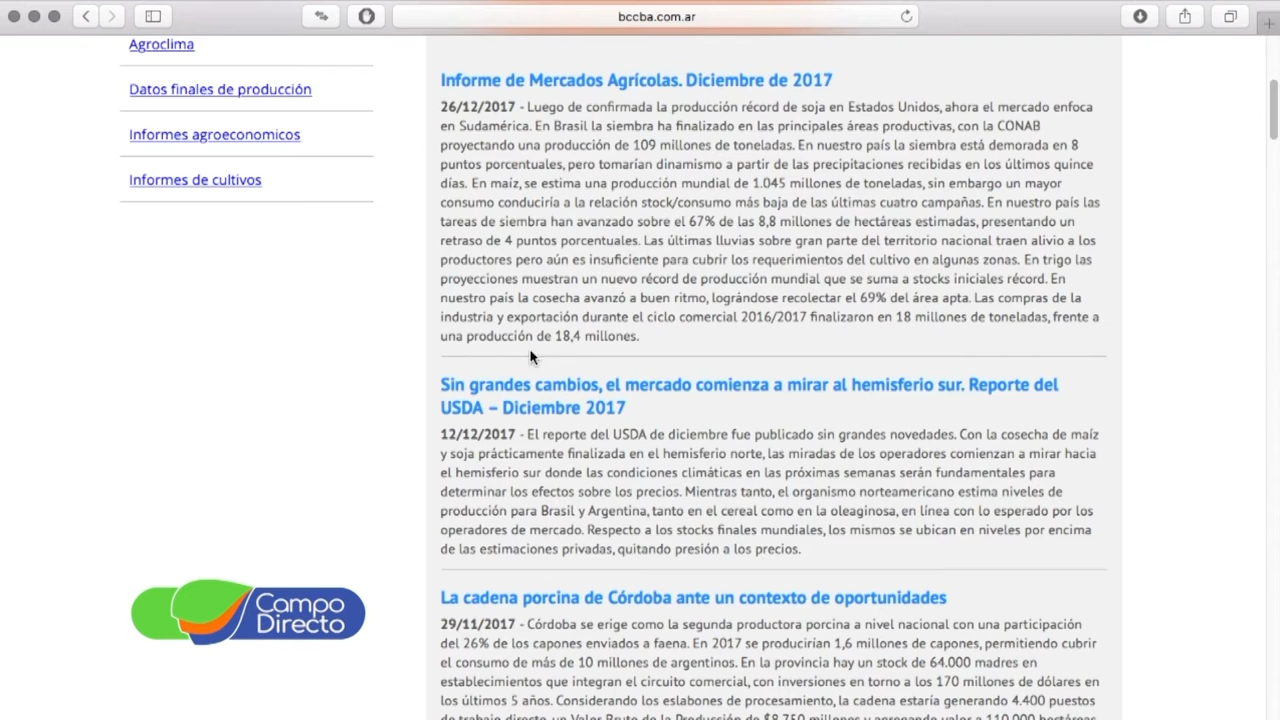 bccba.com.ar
Agroclima
Datos finales de producción
Informes agroeconomicos
Informes de cultivos
Campo
Directo
Informe de Mercados Agrícolas. Diciembre de 2017
26/12/2017 - Luego de confirmada la producción récord de soja en Estados Unidos, ahora el mercado enfoca
en Sudamérica. En Brasil la siembra ha finalizado en las principales áreas productivas, con la CONAB
proyectando una producción de 109 millones de toneladas. En nuestro país la siembra está demorada en 8
puntos porcentuales, pero tomarían dinamismo a partir de las precipitaciones recibidas en los últimos quince
días. En maíz, se estima una producción mundial de 1.045 millones de toneladas, sin embargo un mayor
consumo conduciría a la relación stock/consumo más baja de las últimas cuatro campañas. En nuestro país las
tareas de siembra han avanzado sobre el 67% de las 8,8 millones de hectáreas estimadas, presentando un
retraso de 4 puntos porcentuales. Las últimas lluvias sobre gran parte del territorio nacional traen alivio a los
productores pero aún es insuficiente para cubrir los requerimientos del cultivo en algunas zonas. En trigo las
proyecciones muestran un nuevo récord de producción mundial que se suma a stocks iniciales récord. En
nuestro país la cosecha avanzó a buen ritmo, lográndose recolectar el 69% del área apta. Las compras de la
industria y exportación durante el ciclo comercial 2016/2017 finalizaron en 18 millones de toneladas, frente a
una producción de 18,4 millones.
Sin grandes cambios, el mercado comienza a mirar al hemisferio sur. Reporte del
USDA – Diciembre 2017
12/12/2017 - El reporte del USDA de diciembre fue publicado sin grandes novedades. Con la cosecha de maíz
y soja prácticamente finalizada en el hemisferio norte, las miradas de los operadores comienzan a mirar hacia
el hemisferio sur donde las condiciones climáticas en las próximas semanas serán fundamentales para
determinar los efectos sobre los precios. Mientras tanto, el organismo norteamericano estima niveles de
producción para Brasil y Argentina, tanto en el cereal como en la oleaginosa, en línea con lo esperado por los
operadores de mercado. Respecto a los stocks finales mundiales, los mismos se ubican en niveles por encima
de las estimaciones privadas, quitando presión a los precios.
La cadena porcina de Córdoba ante un contexto de oportunidades
29/11/2017 - Córdoba se erige como la segunda productora porcina a nivel nacional con una participación
del 26% de los capones enviados a faena. En 2017 se producirían 1,6 millones de capones, permitiendo cubrir
el consumo de más de 10 millones de argentinos. En la provincia hay un stock de 64.000 madres en
establecimientos que integran el circuito comercial, con inversiones en torno a los 170 millones de dólares en
los últimos 5 años. Considerando los eslabones de procesamiento, la cadena estaría generando 4.400 puestos
de trabajo directo, un Valor Bruto de la Producción de $8.750 millones y agregando valor a 110.000 hectáreas